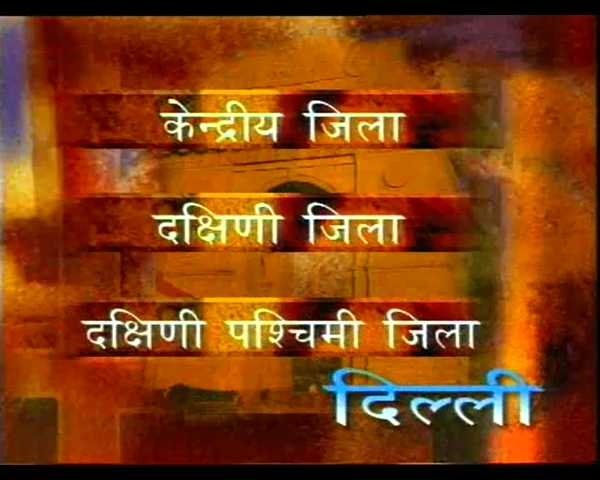 केन्द्रीय जिला
दक्षिणी जिला
दक्षिणी पश्चिमी जिला
दिल्ली